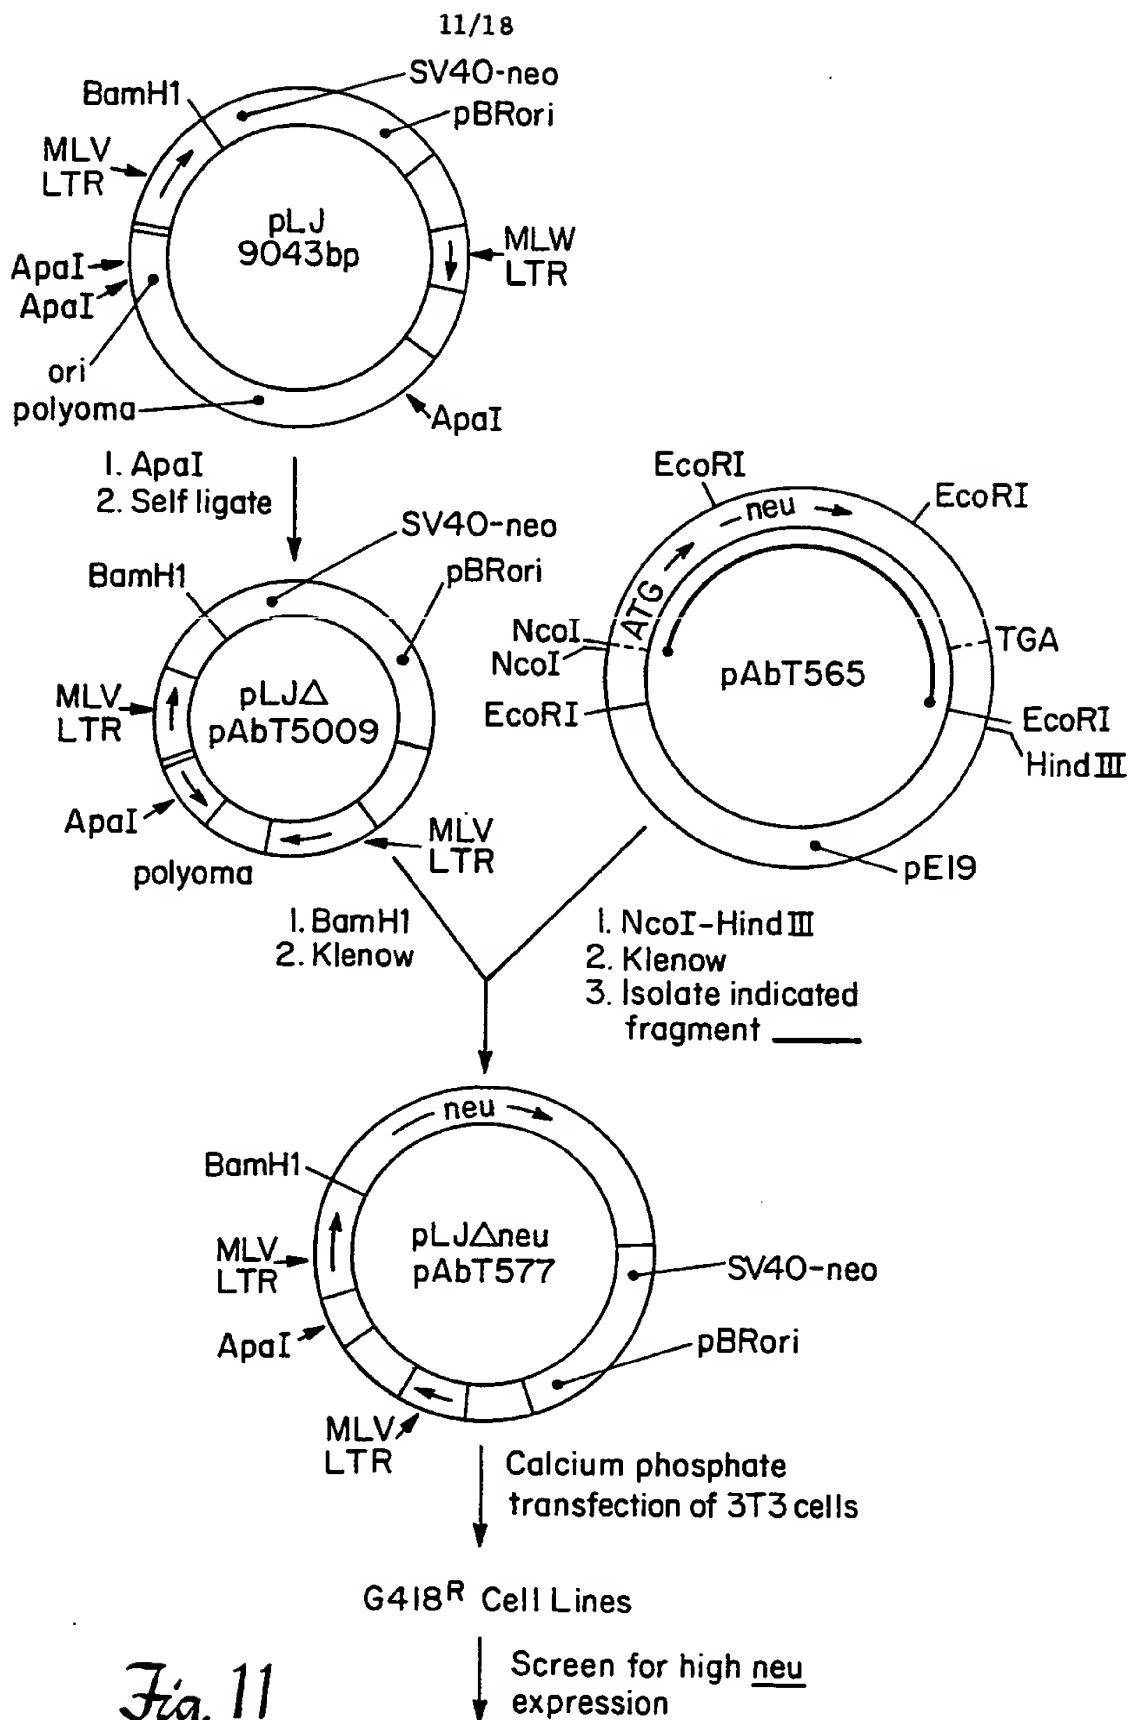 11/18
SV40-neo
BamH1
pBRori
MLV
LTR
pLJ
9043bp
MLW
LTR
ApaI
ApaI
ori
polyoma
ApaI
1. ApaI
2. Self ligate
EcoRI
EcoRI
neu
SV40-neo
BamH1
pBRori
ATG
NcoI
NcoI
TGA
MLV
LTR
pLJΔ
pAbT5009
pAbT565
EcoRI
EcoRI
Hind III
ApaI
MLV
LTR
polyoma
pE19
1. BamH1
2. Klenow
1. NcoI-Hind III
2. Klenow
3. Isolate indicated
fragment
neu
BamH1
MLV
LTR
pLJΔneu
pAbT577
SV40-neo
ApaI
pBRori
MLV
LTR
Calcium phosphate
transfection of 3T3 cells
G418R Cell Lines
Screen for high neu
expression
Fig. 11